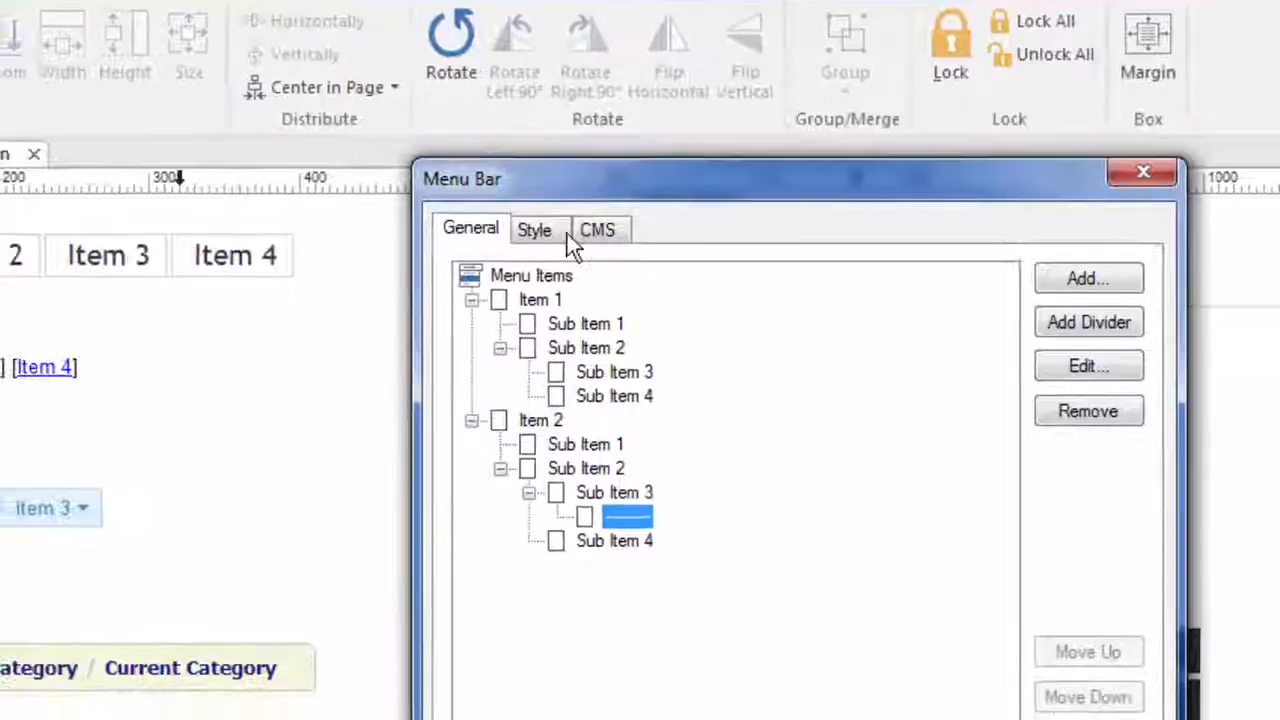 Horizontally
Vertically
Center in Page
Distribute
om
Width
Height
Size
Rotate
Rotate
Left 90°
Rotate
Right 90°
Flip
Horizontal
Flip
Vertical
Rotate
Group
Group/Merge
Lock
Lock All
Unlock All
Lock
Margin
Box
n
200
300
400
1000
Menu Bar
General
Style
CMS
2
Item 3
Item 4
] [Item 4]
Item 3
ategory / Current Category
Menu Items
Item 1
Sub Item 1
Sub Item 2
Sub Item 3
Sub Item 4
Item 2
Sub Item 1
Sub Item 2
Sub Item 3
Sub Item 4
Add...
Add Divider
Edit...
Remove
Move Up
Move Down